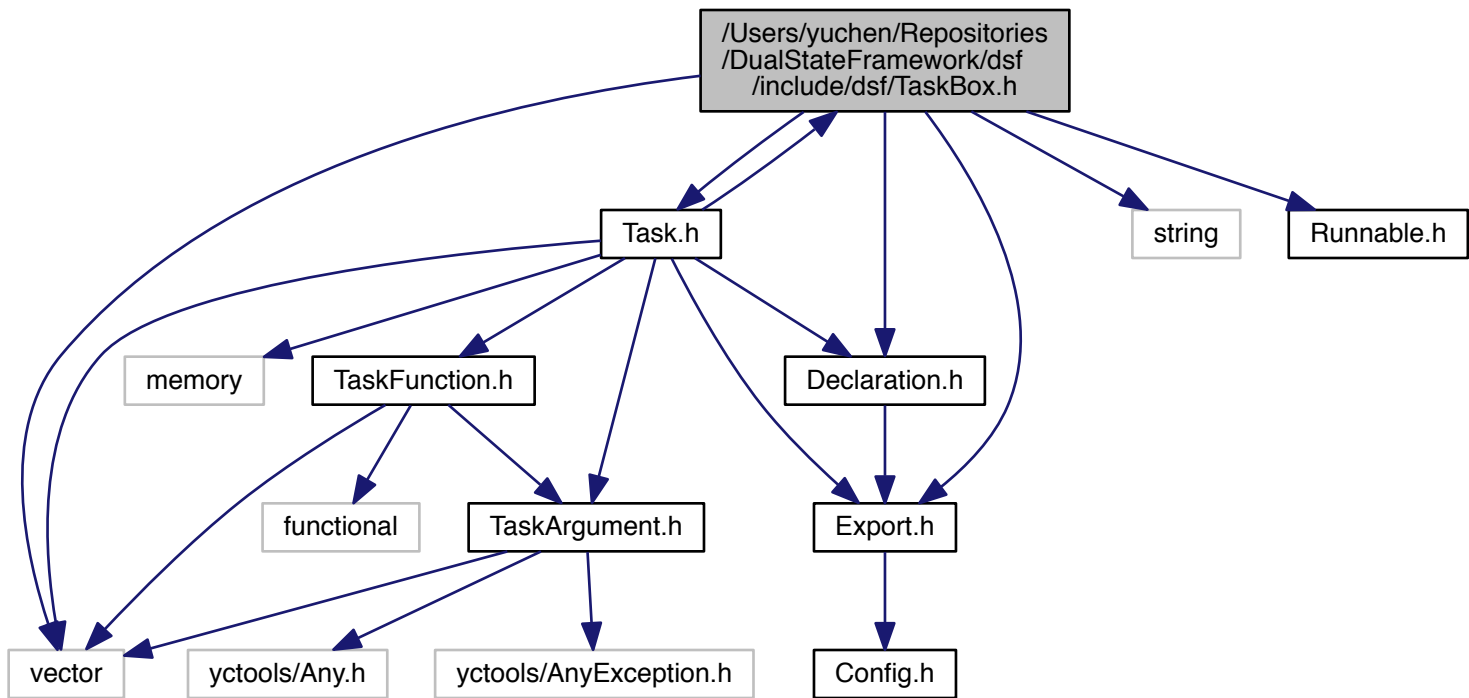 /Users/yuchen/Repositories
/DualStateFramework/dsf
/include/dsf/TaskBox.h
Task.h
string
Runnable.h
memory
TaskFunction.h
Declaration.h
functional
TaskArgument.h
Export.h
vector
yctools/Any.h
yctools/AnyException.h
Config.h